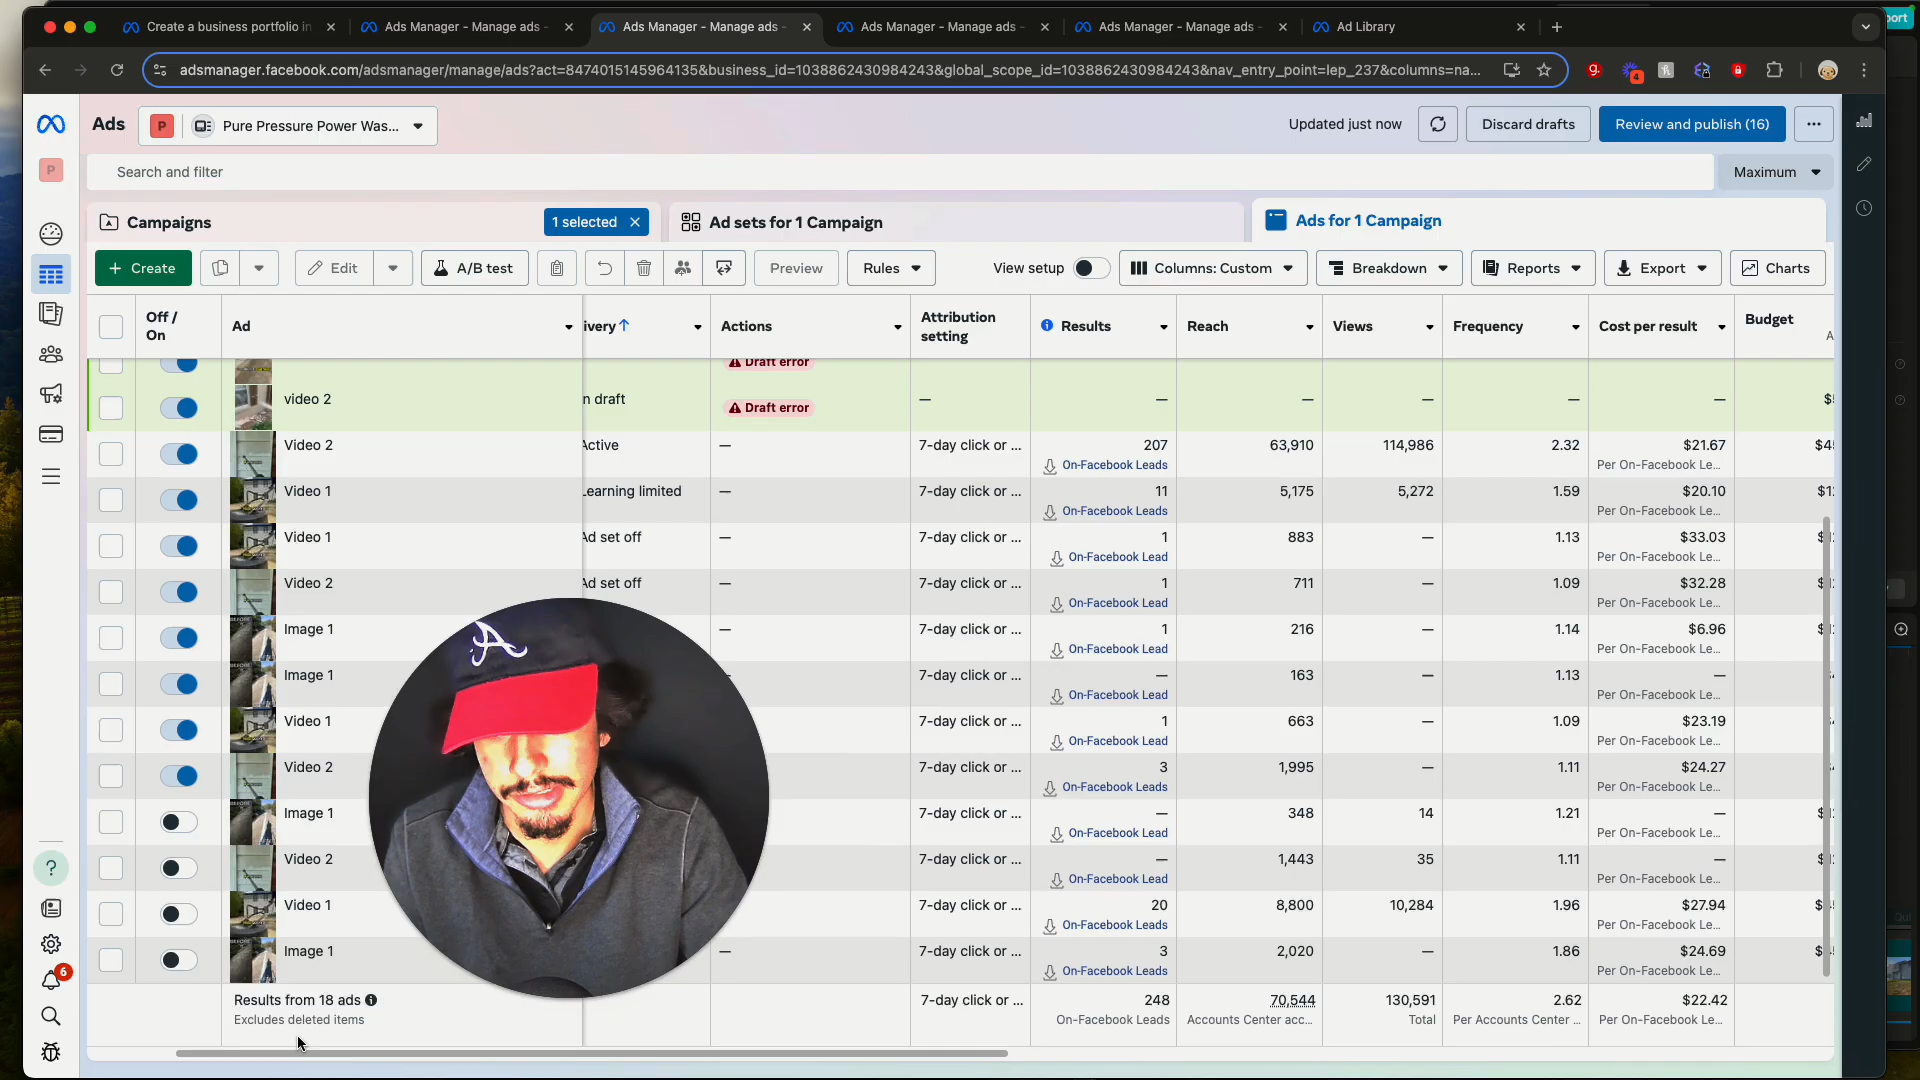 Create a business portfolio in
Ads Manager - Manage ads -
Ads Manager - Manage ads -
Ads Manager - Manage ads -
Ads Manager - Manage ads -
Ad Library
adsmanager.facebook.com/adsmanager/manage/ads?act=8474015145964135&business_id=1038862430984243&global_scope_id=1038862430984243&nav_entry_point=lep_237&columns=na...
g.
4
Ads
P
Pure Pressure Power Was...
Updated just now
Discard drafts
Review and publish (16)
P
Search and filter
Maximum
Campaigns
1 selected
Ad sets for 1 Campaign
Ads for 1 Campaign
+ Create
Edit
A/B test
Preview
Rules
View setup
Columns: Custom
Breakdown
Reports
Export
Charts
Off / On
Ad
ivery↑
Actions
Attribution setting
Results
Reach
Views
Frequency
Cost per result
Budget
A
Draft error
video 2
n draft
Draft error
—
—
—
—
—
—
$
Video 2
Active
—
7-day click or ...
207
63,910
114,986
2.32
$21.67
$4
On-Facebook Leads
Per On-Facebook Le...
Video 1
Learning limited
—
7-day click or ...
11
5,175
5,272
1.59
$20.10
$1
On-Facebook Leads
Per On-Facebook Le...
Video 1
Ad set off
—
7-day click or ...
1
883
—
1.13
$33.03
$
On-Facebook Lead
Per On-Facebook Le...
Video 2
Ad set off
—
7-day click or ...
1
711
—
1.09
$32.28
$
On-Facebook Lead
Per On-Facebook Le...
Image 1
—
7-day click or ...
1
216
—
1.14
$6.96
$
On-Facebook Lead
Per On-Facebook Le...
Image 1
7-day click or ...
—
163
—
1.13
—
On-Facebook Lead
Per On-Facebook Le...
Video 1
7-day click or ...
1
663
—
1.09
$23.19
On-Facebook Lead
Per On-Facebook Le...
Video 2
7-day click or ...
3
1,995
—
1.11
$24.27
On-Facebook Leads
Per On-Facebook Le...
Image 1
7-day click or ...
—
348
14
1.21
—
$
On-Facebook Lead
Per On-Facebook Le...
Video 2
7-day click or ...
—
1,443
35
1.11
—
$
On-Facebook Lead
Per On-Facebook Le...
Video 1
7-day click or ...
20
8,800
10,284
1.96
$27.94
$
On-Facebook Leads
Per On-Facebook Le...
Image 1
—
7-day click or ...
3
2,020
—
1.86
$24.69
$
On-Facebook Leads
Per On-Facebook Le...
Results from 18 ads
7-day click or ...
248
70,544
130,591
2.62
$22.42
Excludes deleted items
On-Facebook Leads
Accounts Center acc...
Total
Per Accounts Center ...
Per On-Facebook Le...
6
A
port